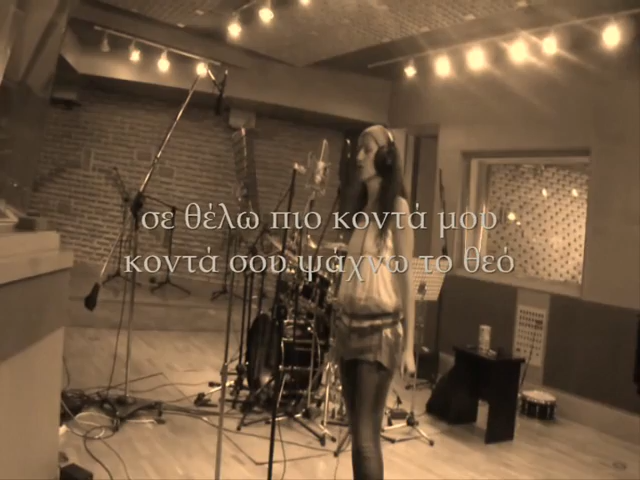 σε θέλω πιο κοντά μου
κοντά σου ψάχνω το θεό